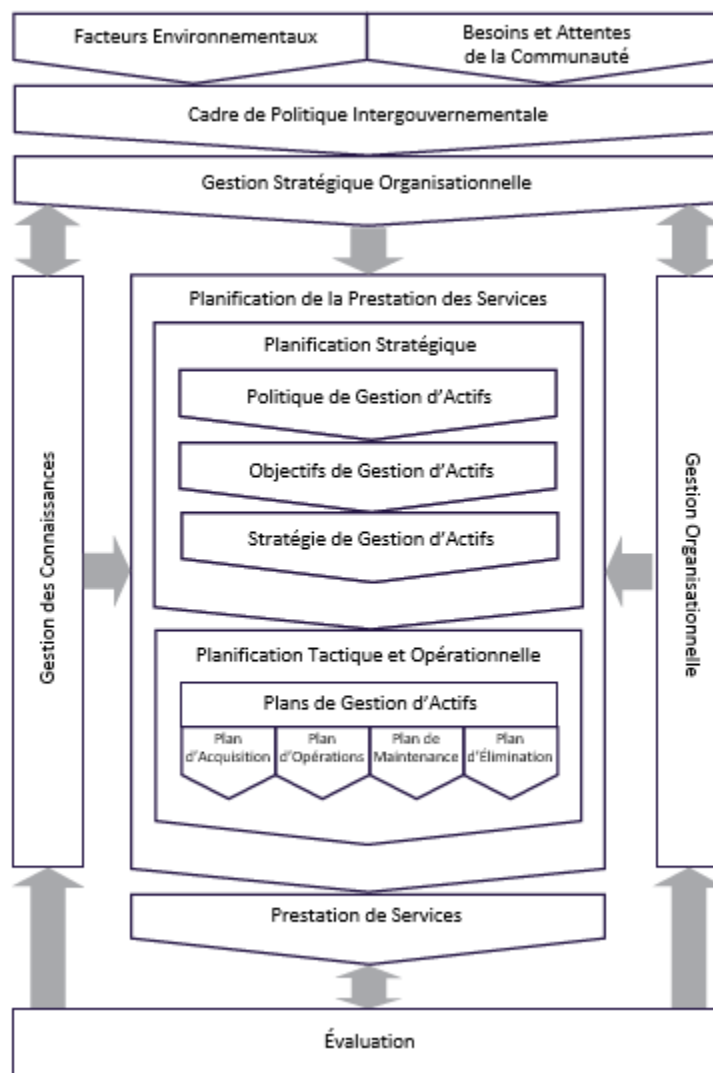 Facteurs Environnementaux
Besoins et Attentes
de la Communauté
Cadre de Politique Intergouvernementale
Gestion Stratégique Organisationnelle
Gestion des Connaissances
Planification de la Prestation des Services
Planification Stratégique
Politique de Gestion d’Actifs
Objectifs de Gestion d’Actifs
Stratégie de Gestion d’Actifs
Planification Tactique et Opérationnelle
Plans de Gestion d’Actifs
Plan
d’Acquisition
Plan
d’Opérations
Plan de
Maintenance
Plan
d’Élimination
Gestion Organisationnelle
Prestation de Services
Évaluation